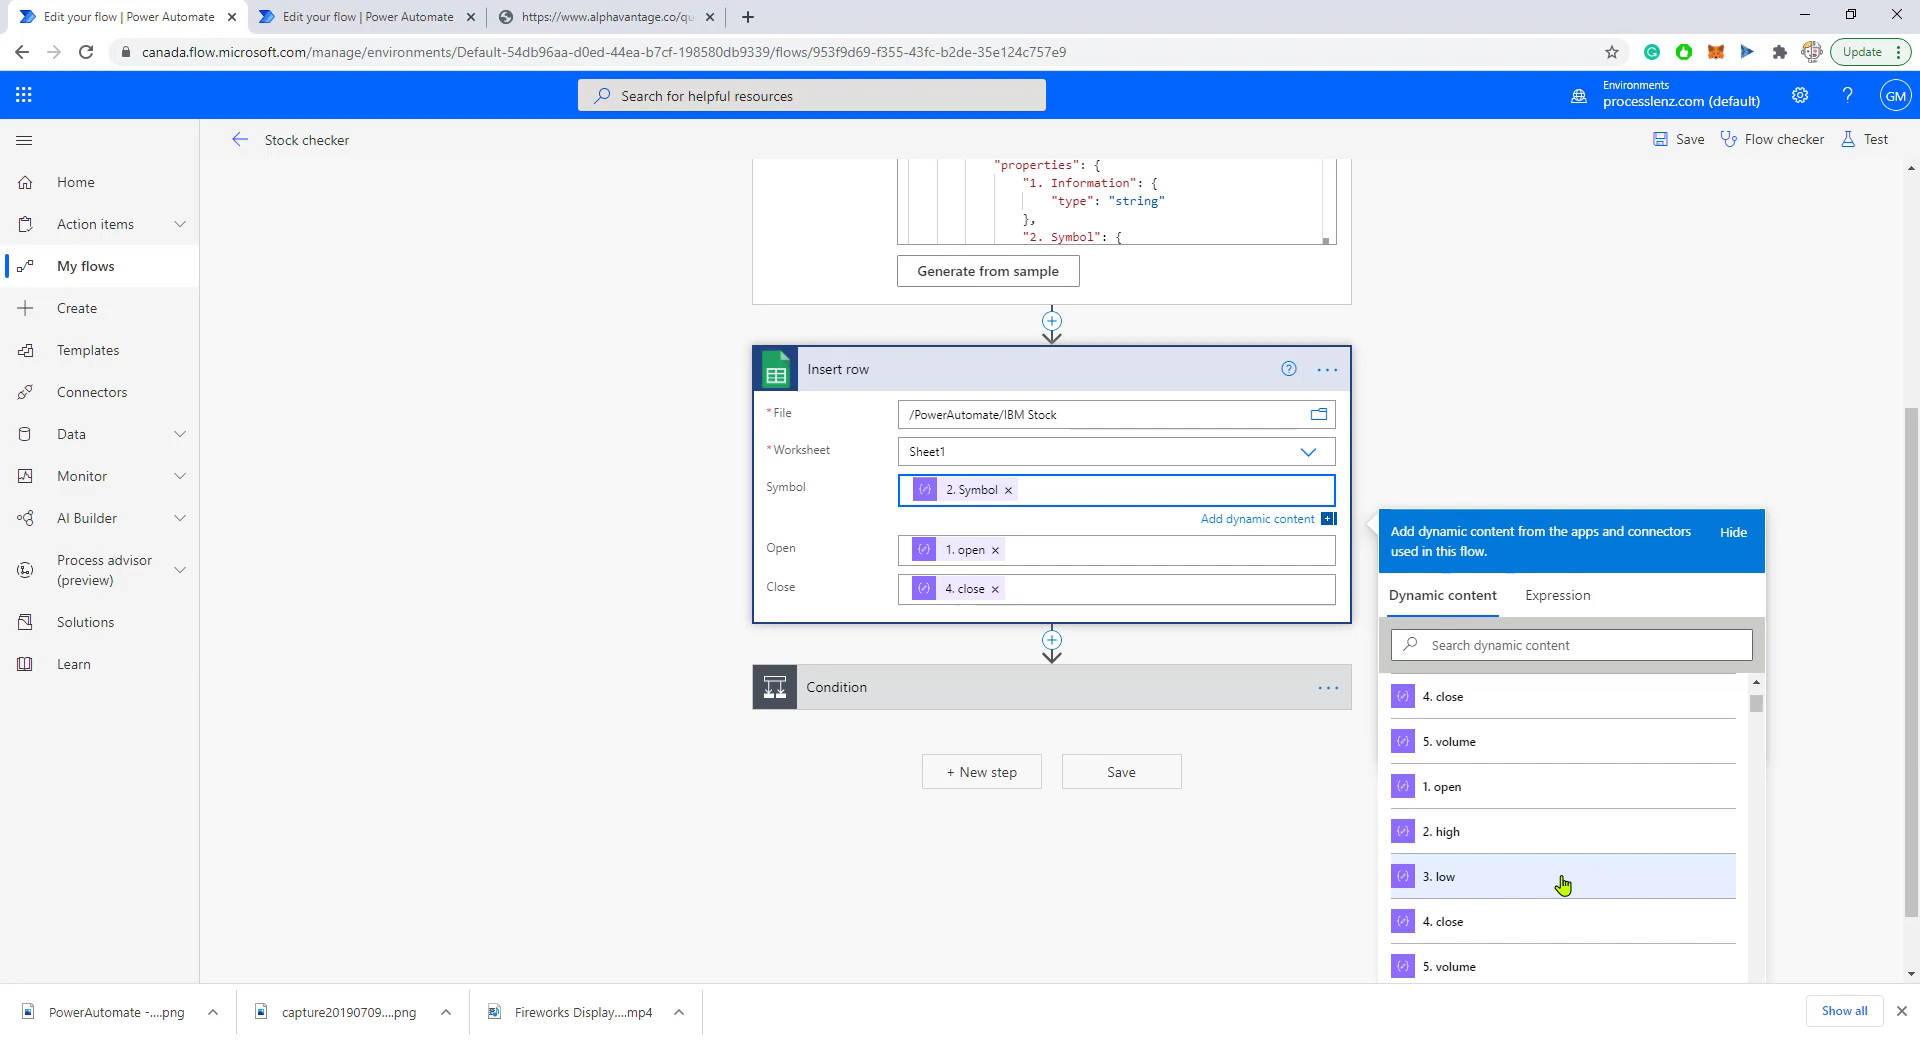 Edit your flow | Power Automate
Edit your flow | Power Automate
https://www.alphavantage.co/qu
canada.flow.microsoft.com/manage/environments/Default-54db96aa-d0ed-44ea-b7cf-198580db9339/flows/953f9d69-f355-43fc-b2de-35e124c757e9
Update
Search for helpful resources
Environments
processlenz.com (default)
GM
Stock checker
Save
Flow checker
Test
Home
Action items
My flows
Create
Templates
Connectors
Data
Monitor
AI Builder
Process advisor
(preview)
Solutions
Learn
"properties": {
"1. Information": {
"type": "string"
},
"2. Symbol": {
Generate from sample
Insert row
* File
/PowerAutomate/IBM Stock
* Worksheet
Sheet1
Symbol
2. Symbol
Add dynamic content
Open
1. open
Close
4. close
Condition
+ New step
Save
Add dynamic content from the apps and connectors
used in this flow.
Hide
Dynamic content
Expression
Search dynamic content
4. close
5. volume
1. open
2. high
3. low
4. close
5. volume
PowerAutomate -....png
capture20190709....png
Fireworks Display....mp4
Show all